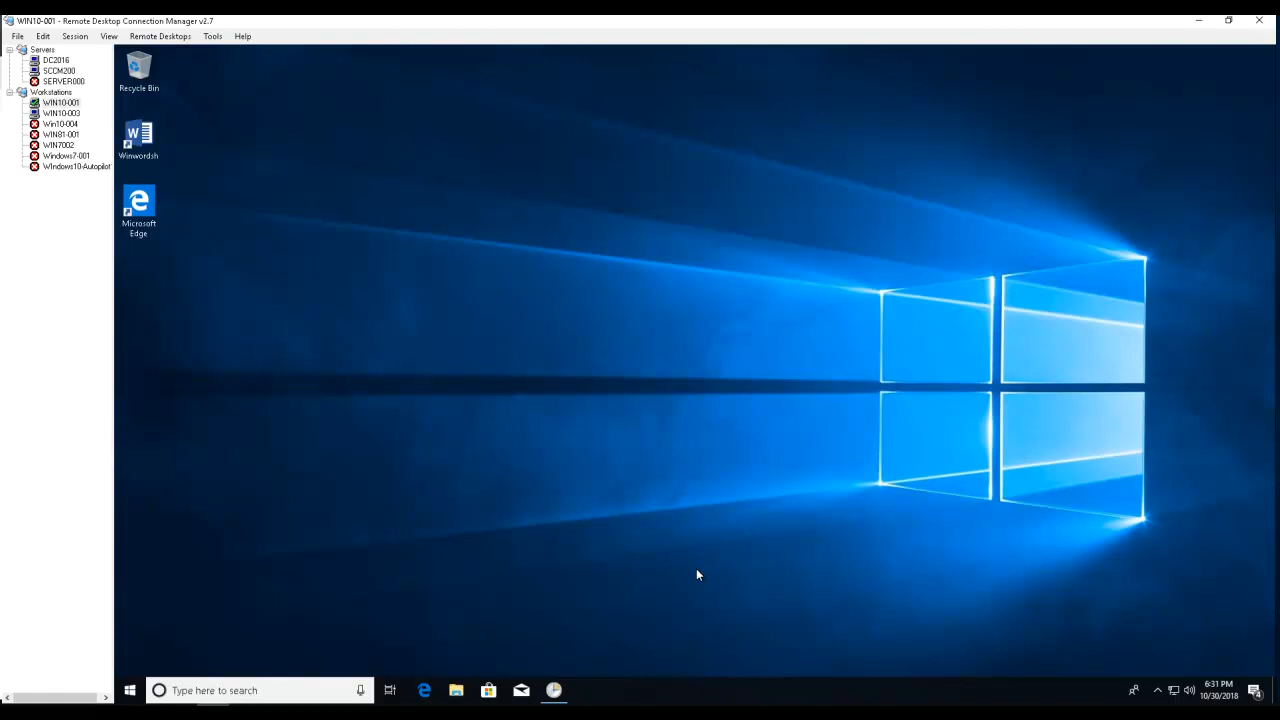 WIN10-001 - Remote Desktop Connection Manager v2.7
File Edit Session View Remote Desktops Tools Help
Servers
DC2016
SCCM200
SERVER000
Workstations
WIN10-001
WIN10-003
Win10-004
WIN81-001
WIN7002
Windows7-001
WIndows10-Autopilot
Recycle Bin
Winwordsh
Microsoft
Edge
Type here to search
6:31 PM
10/30/2018
4